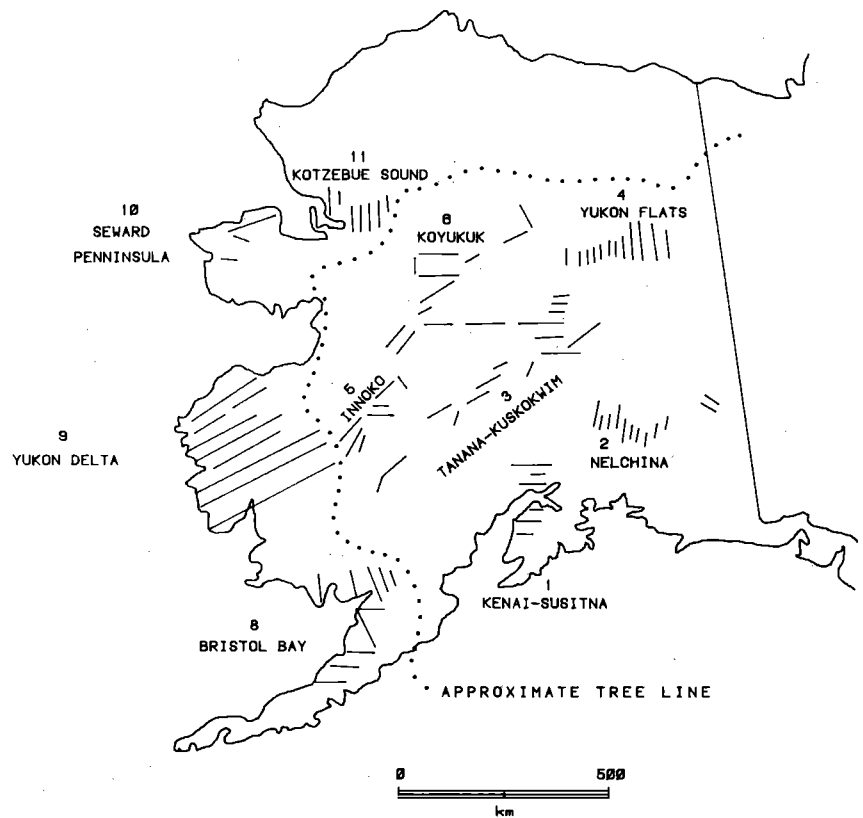 11
KOTZEBUE SOUND
10
SEWARD
PENNINSULA
6
KOYUKUK
4
YUKON FLATS
5
INNOKO
3
TANANA-KUSKOKWIM
9
YUKON DELTA
2
NELCHINA
1
KENAI-SUSITNA
8
BRISTOL BAY
APPROXIMATE TREE LINE
0 500
km